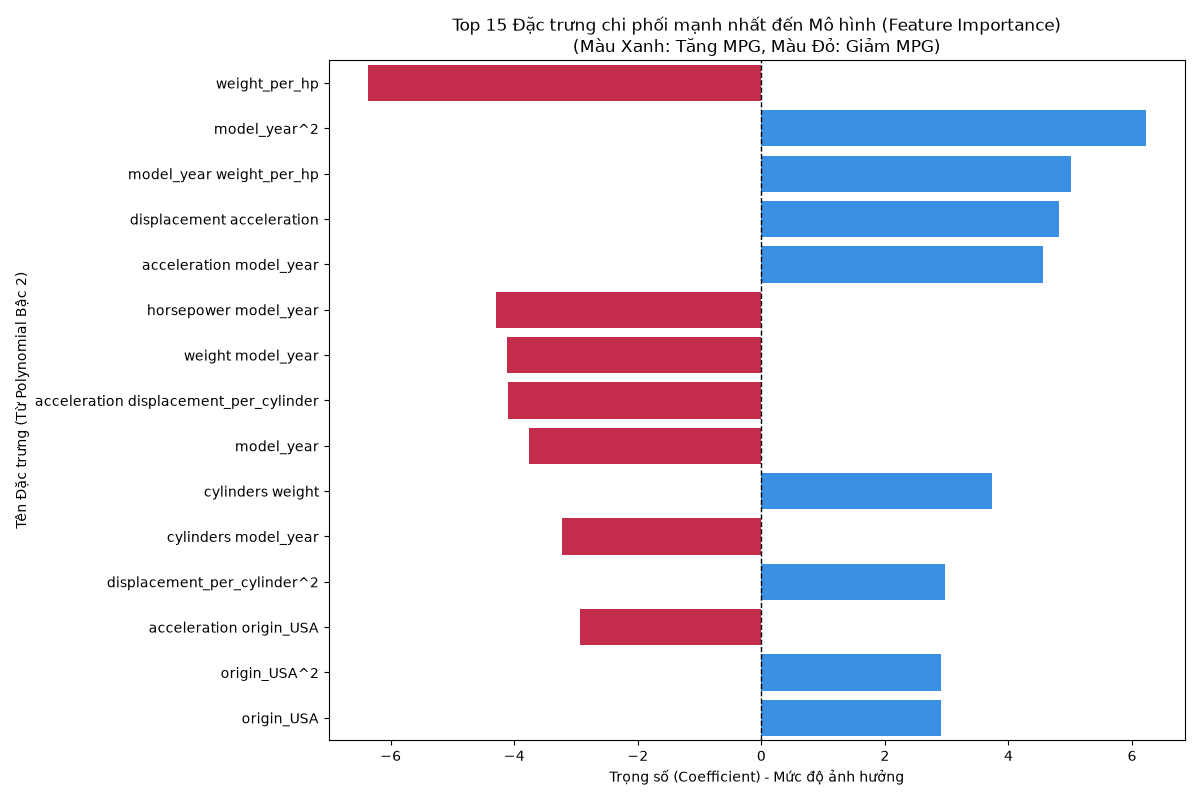 Top 15 Đặc trưng chi phối mạnh nhất đến Mô hình (Feature Importance)
(Màu Xanh: Tăng MPG, Màu Đỏ: Giảm MPG)
Tên Đặc trưng (Từ Polynomial Bậc 2)
weight_per_hp
model_year^2
model_year weight_per_hp
displacement acceleration
acceleration model_year
horsepower model_year
weight model_year
acceleration displacement_per_cylinder
model_year
cylinders weight
cylinders model_year
displacement_per_cylinder^2
acceleration origin_USA
origin_USA^2
origin_USA
−6 −4 −2 0 2 4 6
Trọng số (Coefficient) - Mức độ ảnh hưởng